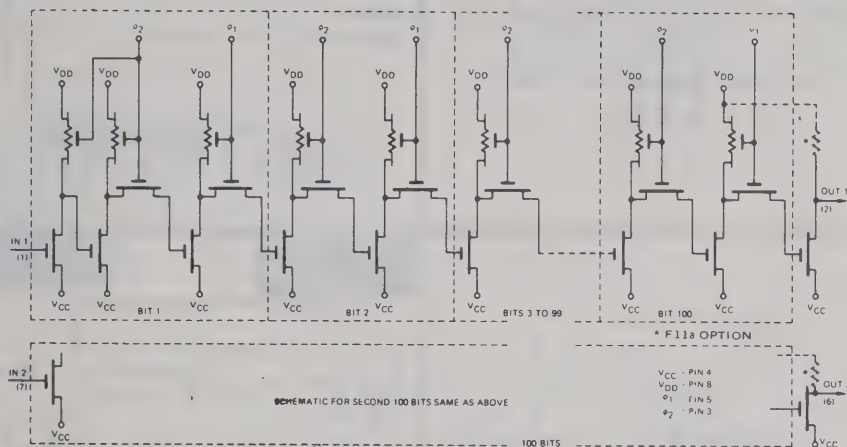 φ2 φ1 φ2 φ1 φ2 φ2 φ1
VDD VDD VDD VDD VDD VDD VDD VDD
OUT 1
(2)
IN 1
(1)
VCC VCC VCC VCC VCC VCC VCC VCC VCC
BIT 1 BIT 2 BITS 3 TO 99 BIT 100
* F11a OPTION
IN 2
(7)
VCC - PIN 4
VDD - PIN 8
φ1 PIN 5
φ2 - PIN 3
SCHEMATIC FOR SECOND 100 BITS SAME AS ABOVE
OUT
(6)
VCC VCC
100 BITS